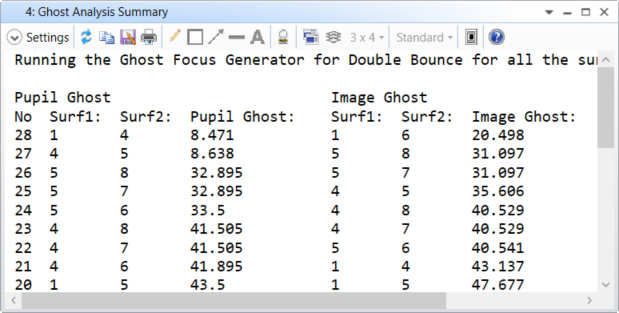 4: Ghost Analysis Summary
Settings 3 x 4 Standard
Running the Ghost Focus Generator for Double Bounce for all the
Pupil Ghost Image Ghost
No Surf1: Surf2: Pupil Ghost: Surf1: Surf2: Image Ghost:
28 1 4 8.471 1 6 20.498
27 4 5 8.638 5 8 31.097
26 5 8 32.895 5 7 31.097
25 5 7 32.895 4 5 35.606
24 5 6 33.5 4 8 40.529
23 4 8 41.505 4 7 40.529
22 4 7 41.505 5 6 40.541
21 4 6 41.895 1 4 43.137
20 1 5 43.5 1 5 47.677